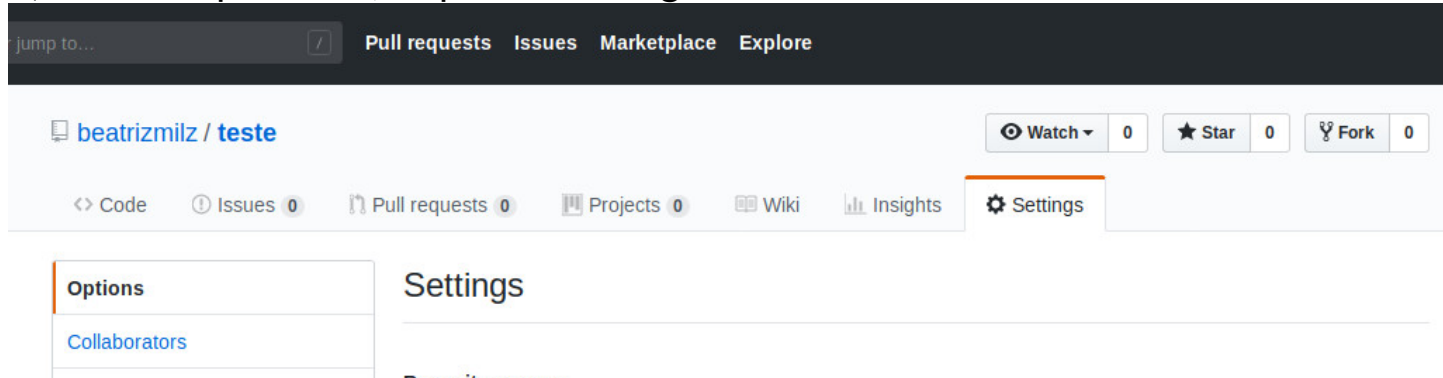 jump to... /
Pull requests Issues Marketplace Explore
beatrizmilz / teste
Watch 0 Star 0 Fork 0
Code Issues 0 Pull requests 0 Projects 0 Wiki Insights Settings
Options
Collaborators
Settings